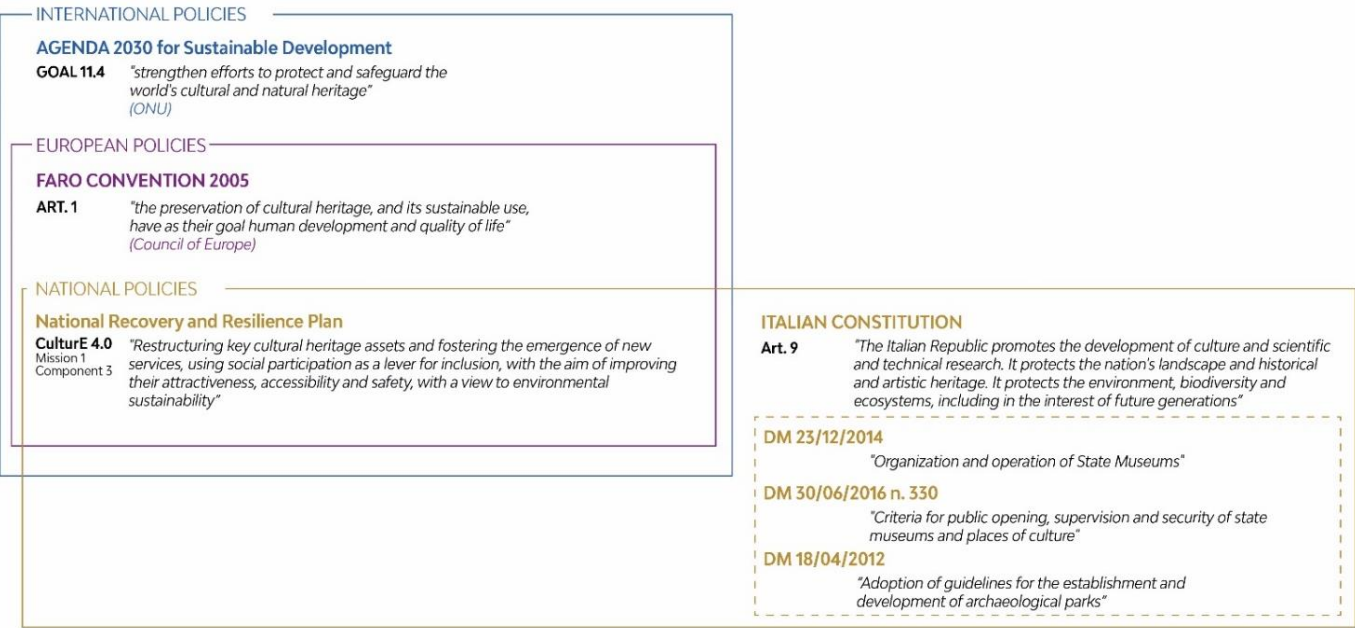 INTERNATIONAL POLICIES
AGENDA 2030 for Sustainable Development
GOAL 11.4 "strengthen efforts to protect and safeguard the
world's cultural and natural heritage"
(ONU)
EUROPEAN POLICIES
FARO CONVENTION 2005
ART. 1 "the preservation of cultural heritage, and its sustainable use,
have as their goal human development and quality of life"
(Council of Europe)
NATIONAL POLICIES
National Recovery and Resilience Plan
CulturE 4.0
Mission 1
Component 3
"Restructuring key cultural heritage assets and fostering the emergence of new
services, using social participation as a lever for inclusion, with the aim of improving
their attractiveness, accessibility and safety, with a view to environmental
sustainability"
ITALIAN CONSTITUTION
Art. 9 "The Italian Republic promotes the development of culture and scientific
and technical research. It protects the nation's landscape and historical
and artistic heritage. It protects the environment, biodiversity and
ecosystems, including in the interest of future generations"
DM 23/12/2014
"Organization and operation of State Museums"
DM 30/06/2016 n. 330
"Criteria for public opening, supervision and security of state
museums and places of culture"
DM 18/04/2012
"Adoption of guidelines for the establishment and
development of archaeological parks"